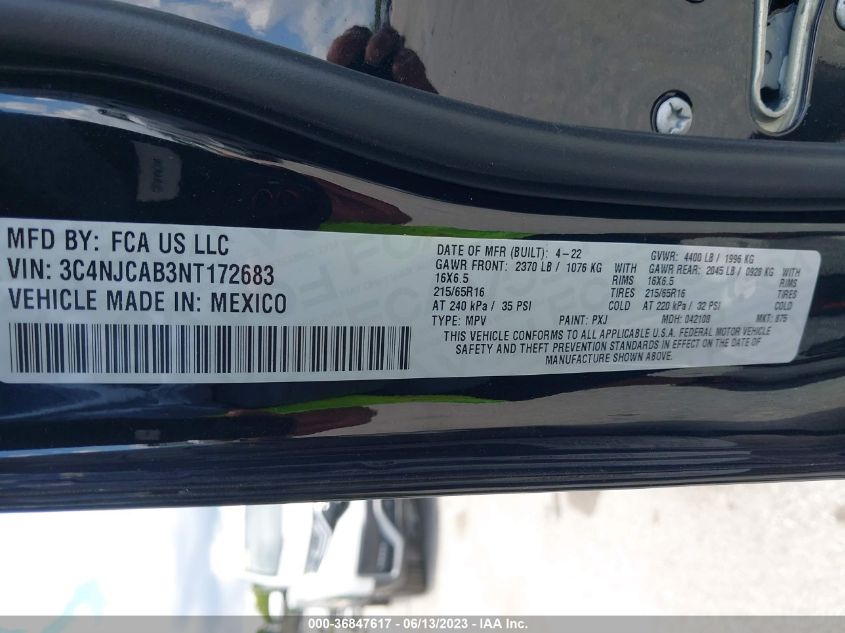 MFD BY: FCA US LLC
VIN: 3C4NJCAB3NT172683
VEHICLE MADE IN: MEXICO
DATE OF MFR (BUILT): 4-22 GVWR: 4400 LB / 1996 KG
GAWR FRONT: 2370 LB / 1076 KG WITH GAWR REAR: 2045 LB / 0928 KG WITH
16X6.5 RIMS 16X6.5 RIMS
215/65R16 TIRES 215/65R16 TIRES
AT 240 kPa / 35 PSI COLD AT 220 kPa / 32 PSI COLD
TYPE: MPV PAINT: PXJ MDH: 042108 MKT: 875
THIS VEHICLE CONFORMS TO ALL APPLICABLE U.S.A. FEDERAL MOTOR VEHICLE
SAFETY AND THEFT PREVENTION STANDARDS IN EFFECT ON THE DATE OF
MANUFACTURE SHOWN ABOVE.
000-36847617 - 06/13/2023 - IAA Inc.